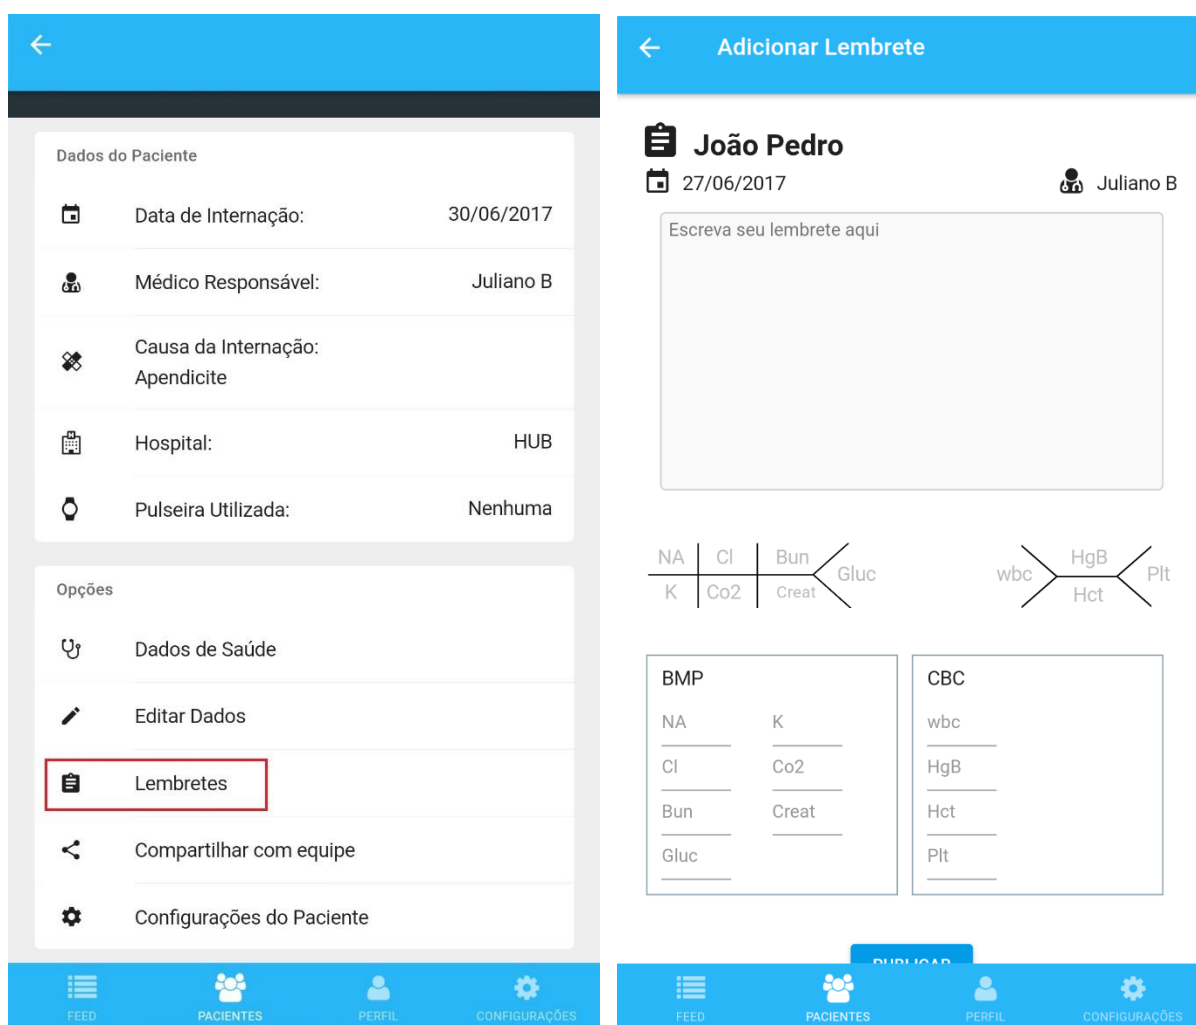 Dados do Paciente
Data de Internação: 30/06/2017
Médico Responsável: Juliano B
Causa da Internação:
Apendicite
Hospital: HUB
Pulseira Utilizada: Nenhuma
Opções
Dados de Saúde
Editar Dados
Lembretes
Compartilhar com equipe
Configurações do Paciente
FEED PACIENTES PERFIL CONFIGURAÇÕES
Adicionar Lembrete
João Pedro
27/06/2017 Juliano B
Escreva seu lembrete aqui
NA Cl Bun Gluc
K Co2 Creat
wbc HgB Plt
Hct
BMP
NA K
Cl Co2
Bun Creat
Gluc
CBC
wbc
HgB
Hct
Plt
PUBLICAR
FEED PACIENTES PERFIL CONFIGURAÇÕES